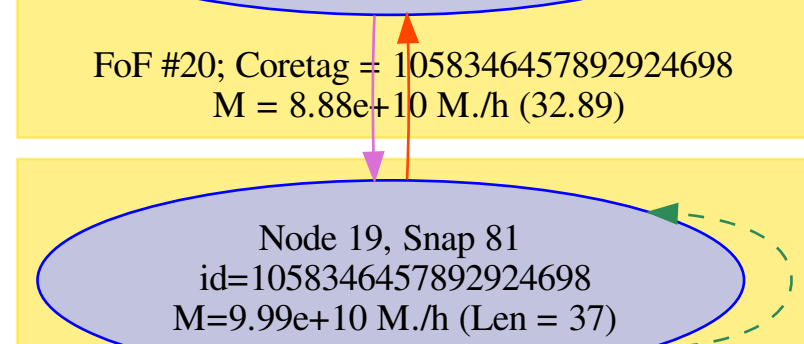 FoF #20; Coretag = 1058346457892924698
M = 8.88e+10 M./h (32.89)
Node 19, Snap 81
id=1058346457892924698
M=9.99e+10 M./h (Len = 37)